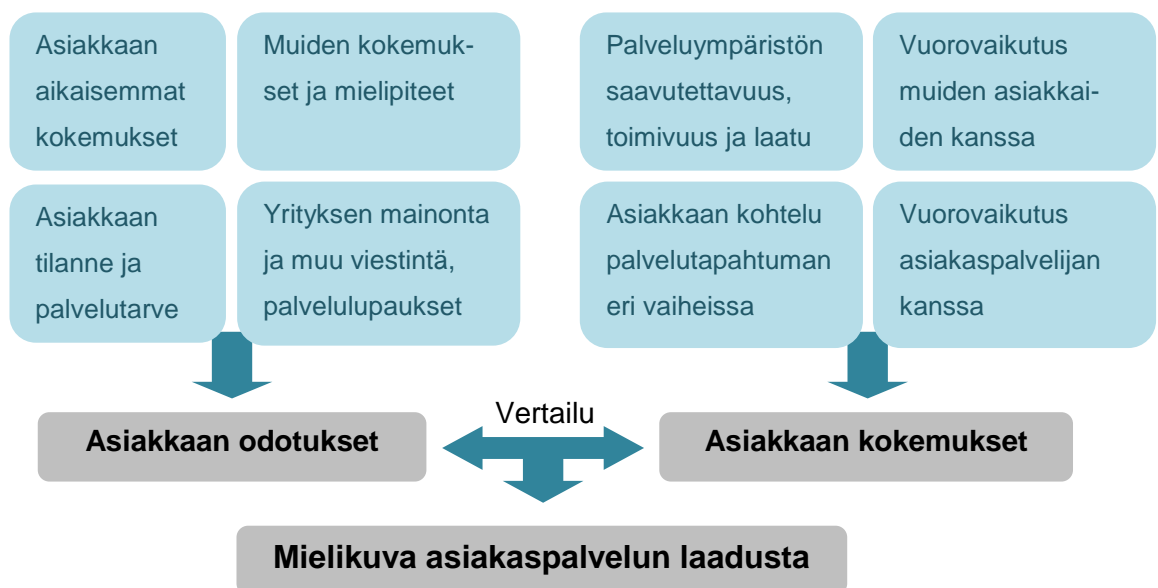 Asiakkaan
aikaisemmat
kokemukset
Muiden kokemuk-
set ja mielipiteet
Asiakkaan
tilanne ja
palvelutarve
Yrityksen mainonta
ja muu viestintä,
palvelulupaukset
Palveluympäristön
saavutettavuus,
toimivuus ja laatu
Vuorovaikutus
muiden asiakkai-
den kanssa
Asiakkaan kohtelu
palvelutapahtuman
eri vaiheissa
Vuorovaikutus
asiakaspalvelijan
kanssa
Asiakkaan odotukset
Vertailu
Asiakkaan kokemukset
Mielikuva asiakaspalvelun laadusta